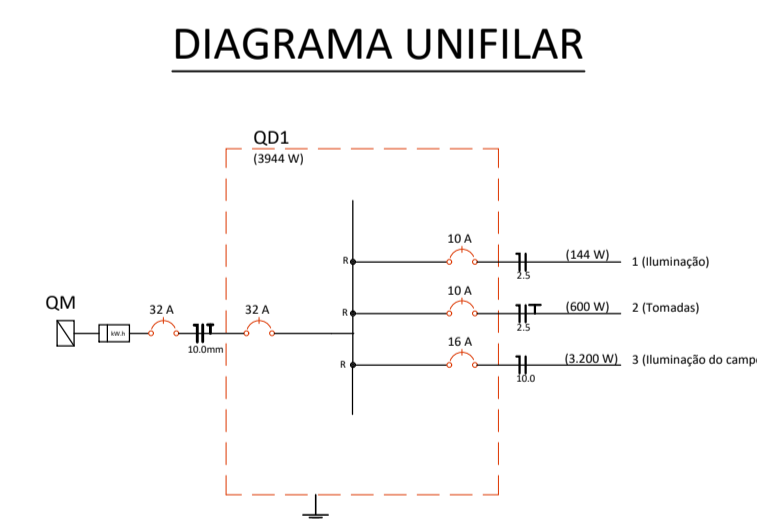 DIAGRAMA UNIFILAR
QD1
(3944 W)
QM
kW.h
32 A
10.0mm
32 A
R
10 A
2.5
(144 W)
1 (Iluminação)
R
10 A
2.5
(600 W)
2 (Tomadas)
R
16 A
10.0
(3.200 W)
3 (Iluminação do camp